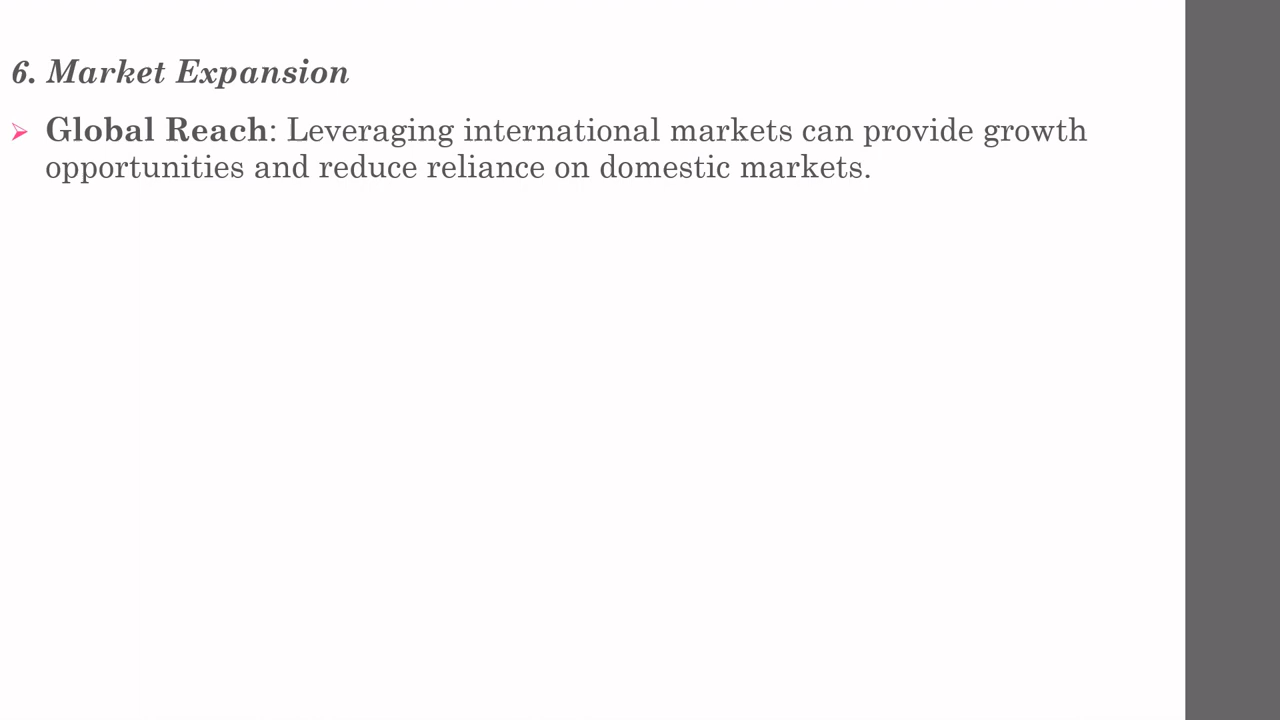 6. Market Expansion
Global Reach: Leveraging international markets can provide growth
opportunities and reduce reliance on domestic markets.